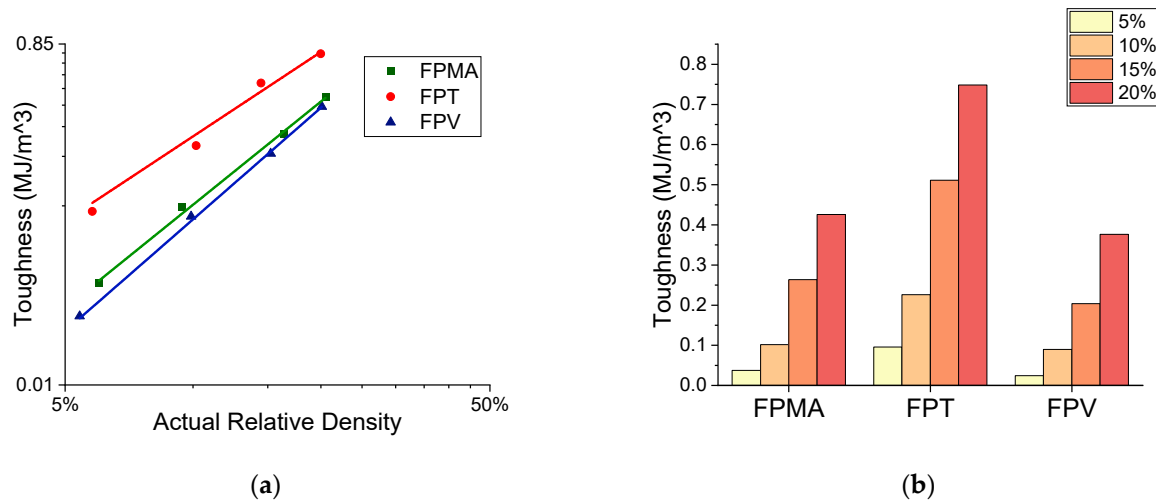 0.85
0.01
5%
50%
Toughness (MJ/m^3)
Actual Relative Density
FPMA
FPT
FPV
(a)
5%
10%
15%
20%
0.8
0.7
0.6
0.5
0.4
0.3
0.2
0.1
0.0
Toughness (MJ/m^3)
FPMA
FPT
FPV
(b)